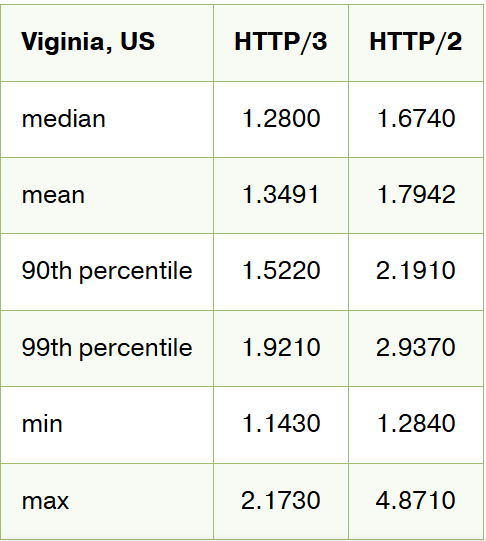 Viginia, US HTTP/3 HTTP/2
median 1.2800 1.6740
mean 1.3491 1.7942
90th percentile 1.5220 2.1910
99th percentile 1.9210 2.9370
min 1.1430 1.2840
max 2.1730 4.8710